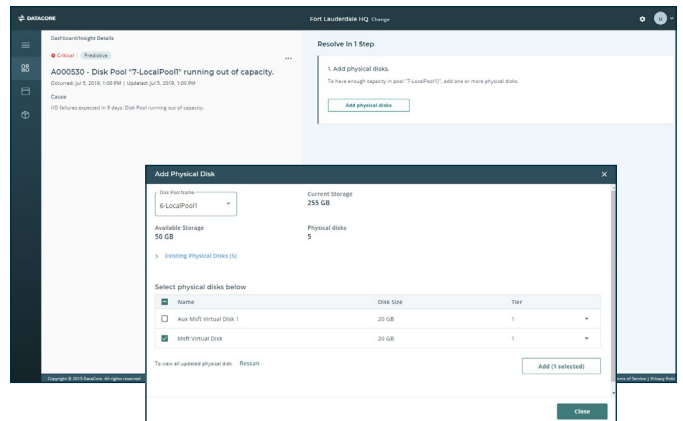 DATACORE
Fort Lauderdale HQ Change
U
Dashboard/Insight Details
Critical Predictive
...
A000530 - Disk Pool "7-LocalPool1" running out of capacity.
Occurred: Jul 5, 2019, 1:00 PM | Updated: Jul 5, 2019, 1:00 PM
Cause
I/O failures expected in 9 days. Disk Pool running out of capacity.
Resolve in 1 Step
1. Add physical disks.
To have enough capacity in pool "7-LocalPool1", add one or more physical disks.
Add physical disks
Add Physical Disk
Disk Pool Name
6-LocalPool1
Current Storage
255 GB
Available Storage
50 GB
Physical disks
5
Existing Physical Disks (5)
Select physical disks below
Name Disk Size Tier
Aux Msft Virtual Disk 1 20 GB 1
Msft Virtual Disk 20 GB 1
To view all updated physical disk Rescan
Add (1 selected)
Close
Copyright © 2019 DataCore. All rights reserved
of Service | Privacy